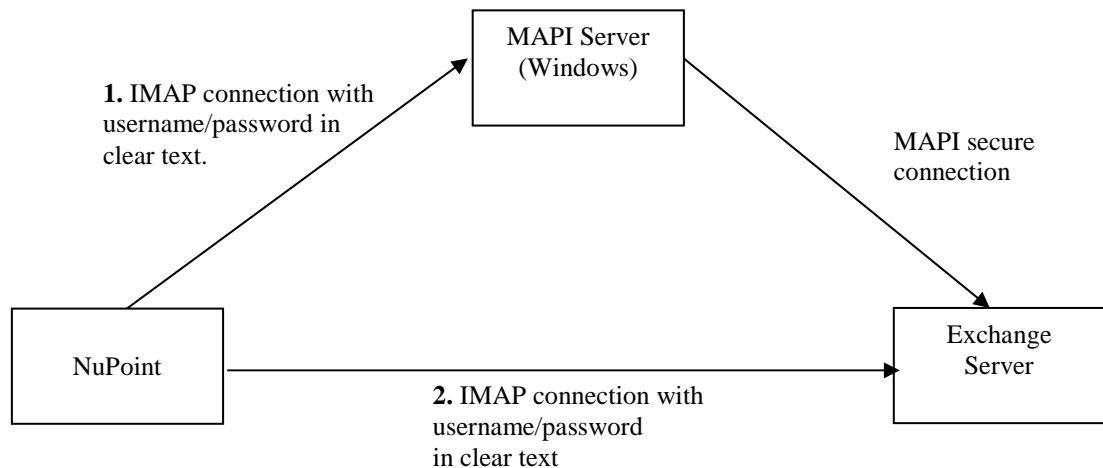 MAPI Server
(Windows)
1. IMAP connection with
username/password in
clear text.
MAPI secure
connection
NuPoint
Exchange
Server
2. IMAP connection with
username/password
in clear text